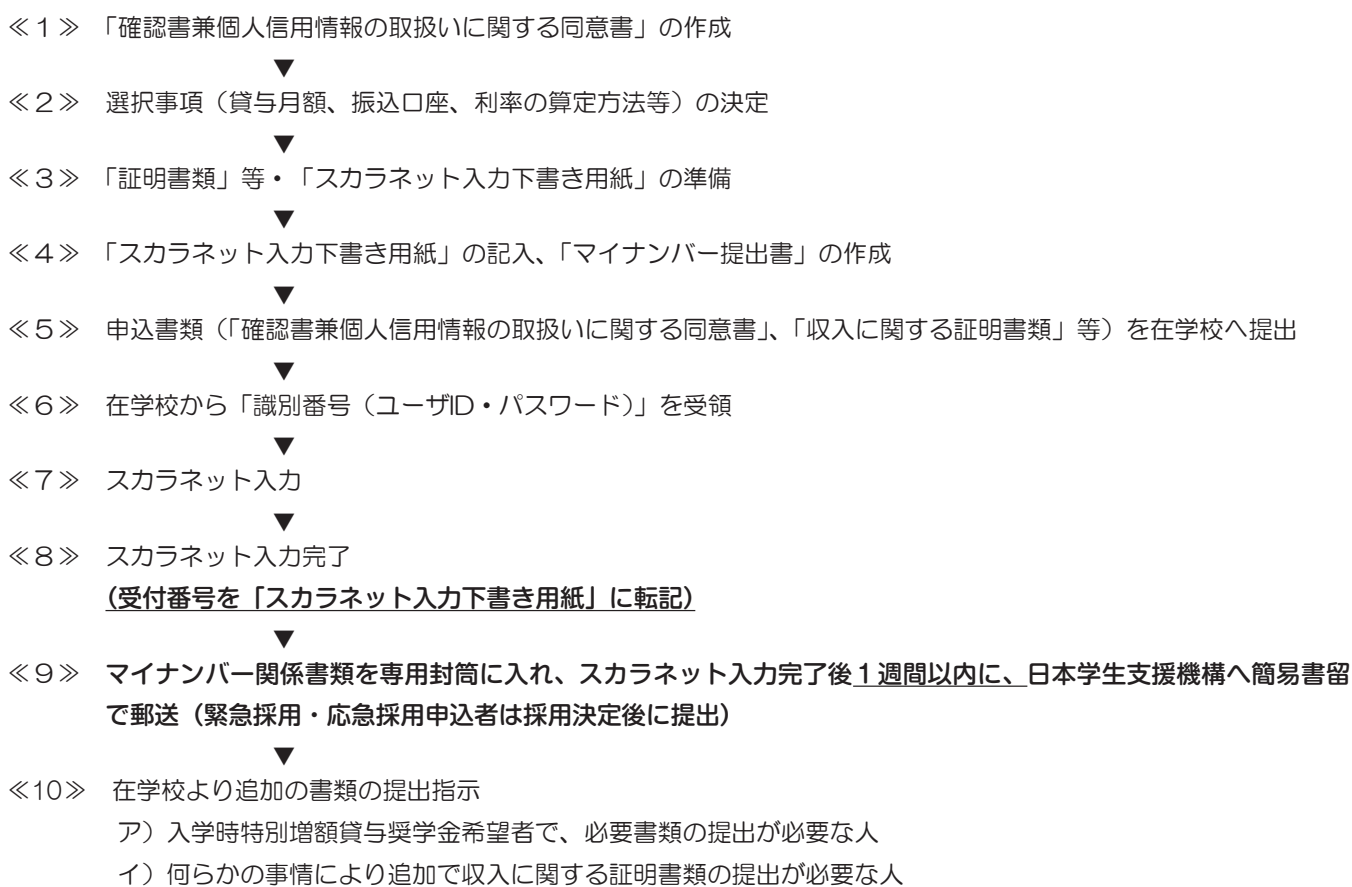 ≪１≫ 「確認書兼個人信用情報の取扱いに関する同意書」の作成
▼
≪２≫ 選択事項（貸与月額、振込口座、利率の算定方法等）の決定
▼
≪３≫ 「証明書類」等・「スカラネット入力下書き用紙」の準備
▼
≪４≫ 「スカラネット入力下書き用紙」の記入、「マイナンバー提出書」の作成
▼
≪５≫ 申込書類（「確認書兼個人信用情報の取扱いに関する同意書」、「収入に関する証明書類」等）を在学校へ提出
▼
≪６≫ 在学校から「識別番号（ユーザID・パスワード）」を受領
▼
≪７≫ スカラネット入力
▼
≪８≫ スカラネット入力完了
（受付番号を「スカラネット入力下書き用紙」に転記）
▼
≪９≫ マイナンバー関係書類を専用封筒に入れ、スカラネット入力完了後１週間以内に、日本学生支援機構へ簡易書留
で郵送（緊急採用・応急採用申込者は採用決定後に提出）
▼
≪10≫ 在学校より追加の書類の提出指示
ア）入学時特別増額貸与奨学金希望者で、必要書類の提出が必要な人
イ）何らかの事情により追加で収入に関する証明書類の提出が必要な人